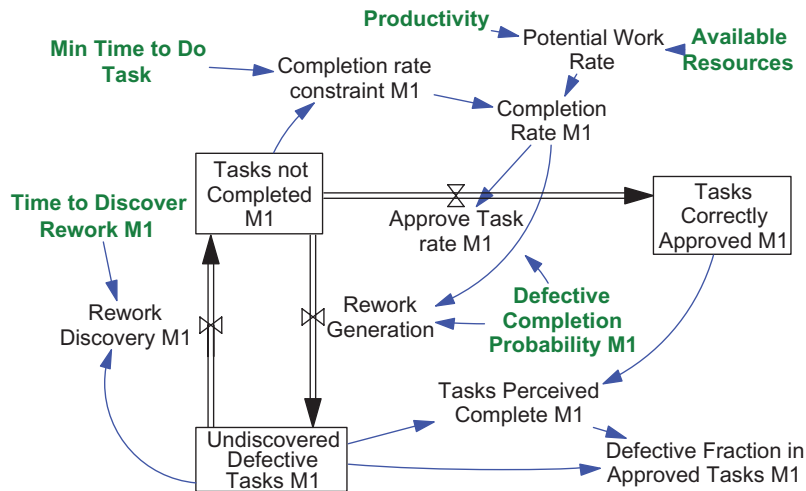 Productivity
Min Time to Do
Task
Potential Work
Rate
Available
Resources
Completion rate
constraint M1
Completion
Rate M1
Tasks not
Completed
M1
Time to Discover
Rework M1
Approve Task
rate M1
Tasks
Correctly
Approved M1
Rework
Discovery M1
Rework
Generation
Defective
Completion
Probability M1
Tasks Perceived
Complete M1
Undiscovered
Defective
Tasks M1
Defective Fraction in
Approved Tasks M1